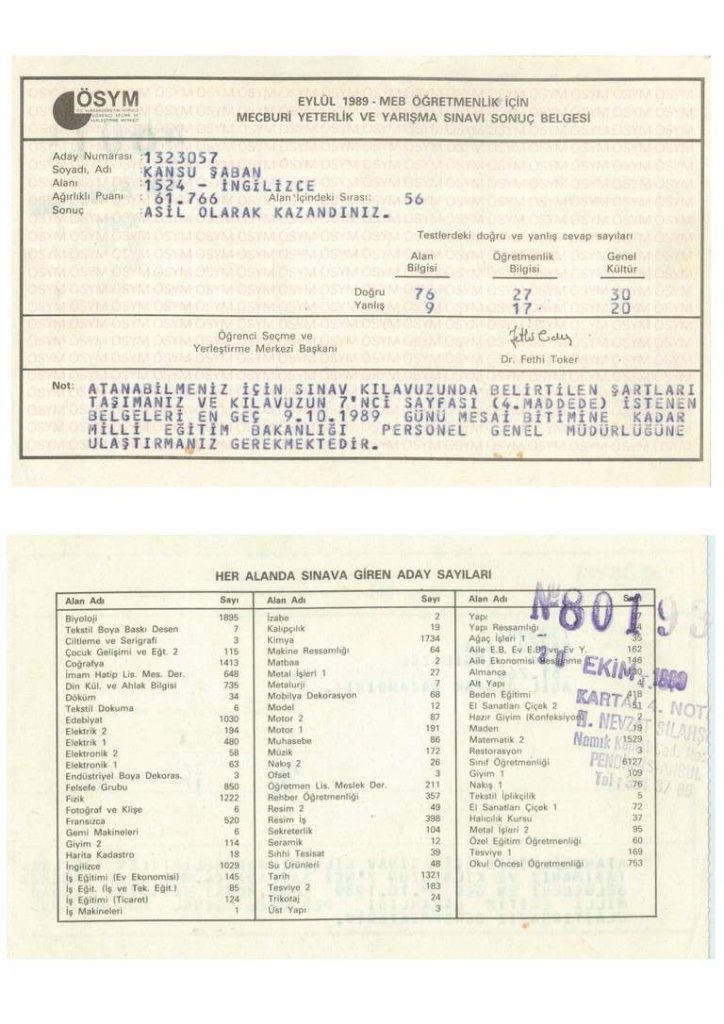 ÖSYM
EYLÜL 1989 - MEB ÖĞRETMENLİK İÇİN
MECBURİ YETERLİK VE YARIŞMA SINAVI SONUÇ BELGESİ
Aday Numarası :1323057
Soyadı, Adı :KANSU ŞABAN
Alanı :1524 - İNGİLİZCE
Ağırlıklı Puanı : 61.766 Alan İçindeki Sırası: 56
Sonuç :ASİL OLARAK KAZANDINIZ.
Testlerdeki doğru ve yanlış cevap sayıları
Alan Öğretmenlik Genel
Bilgisi Bilgisi Kültür
Doğru 76 27 30
Yanlış 9 17 20
Öğrenci Seçme ve
Yerleştirme Merkezi Başkanı
Dr. Fethi Toker
Not: ATANABİLMENİZ İÇİN SINAV KILAVUZUNDA BELİRTİLEN ŞARTLARI
TAŞIMANIZ VE KILAVUZUN 7'NCİ SAYFASI (4.MADDEDE) İSTENEN
BELGELERİ EN GEÇ 9.10.1989 GÜNÜ MESAİ BİTİMİNE KADAR
MİLLİ EĞİTİM BAKANLIĞI PERSONEL GENEL MÜDÜRLÜĞÜNE
ULAŞTIRMANIZ GEREKMEKTEDİR.
HER ALANDA SINAVA GİREN ADAY SAYILARI
Alan Adı Sayı
Biyoloji 1895
Tekstil Boya Baskı Desen 7
Ciltleme ve Serigrafi 3
Çocuk Gelişimi ve Eğt. 2 115
Coğrafya 1413
İmam Hatip Lis. Mes. Der. 648
Din Kül. ve Ahlak Bilgisi 735
Döküm 34
Tekstil Dokuma 6
Edebiyat 1030
Elektrik 2 194
Elektrik 1 480
Elektronik 2 58
Elektronik 1 63
Endüstriyel Boya Dekoras. 3
Felsefe Grubu 850
Fizik 1222
Fotoğraf ve Klişe 6
Fransızca 520
Gemi Makineleri 6
Giyim 2 114
Harita Kadastro 18
İngilizce 1029
İş Eğitimi (Ev Ekonomisi) 145
İş Eğit. (İş ve Tek. Eğit.) 85
İş Eğitimi (Ticaret) 124
İş Makineleri 1
Alan Adı Sayı
İzabe 2
Kalıpçılık 19
Kimya 1734
Makine Ressamlığı 64
Matbaa 2
Metal İşleri 1 27
Metalurji 7
Mobilya Dekorasyon 68
Model 12
Motor 2 87
Motor 1 191
Muhasebe 86
Müzik 172
Nakış 2 26
Ofset 3
Öğretmen Lis. Meslek Der. 211
Rehber Öğretmenliği 357
Resim 2 49
Resim İş 398
Sekreterlik 104
Seramik 12
Sıhhi Tesisat 39
Su Ürünleri 48
Tarih 1321
Tesviye 2 183
Trikotaj 24
Üst Yapı 3
Alan Adı Sayı
Yapı
Yapı Ressamlığı
Ağaç İşleri 1
Aile E.B, Ev E.B. ve Ev Y. 162
Aile Ekonomisi Beslenme 146
Almanca
Alt Yapı 4
Beden Eğitimi 418
El Sanatları Çiçek 2
Hazır Giyim (Konfeksiyon)
Maden 19
Matematik 2 1529
Restorasyon 3
Sınıf Öğretmenliği 6127
Giyim 1 109
Nakış 1 76
Tekstil İplikçilik 5
El Sanatları Çiçek 1 72
Halıcılık Kursu 37
Metal İşleri 2 95
Özel Eğitim Öğretmenliği 60
Tesviye 1 169
Okul Öncesi Öğretmenliği 753
№ 80193
EKİM 1989
KARTAL 4. NOT
NEVZAT SİLAHS